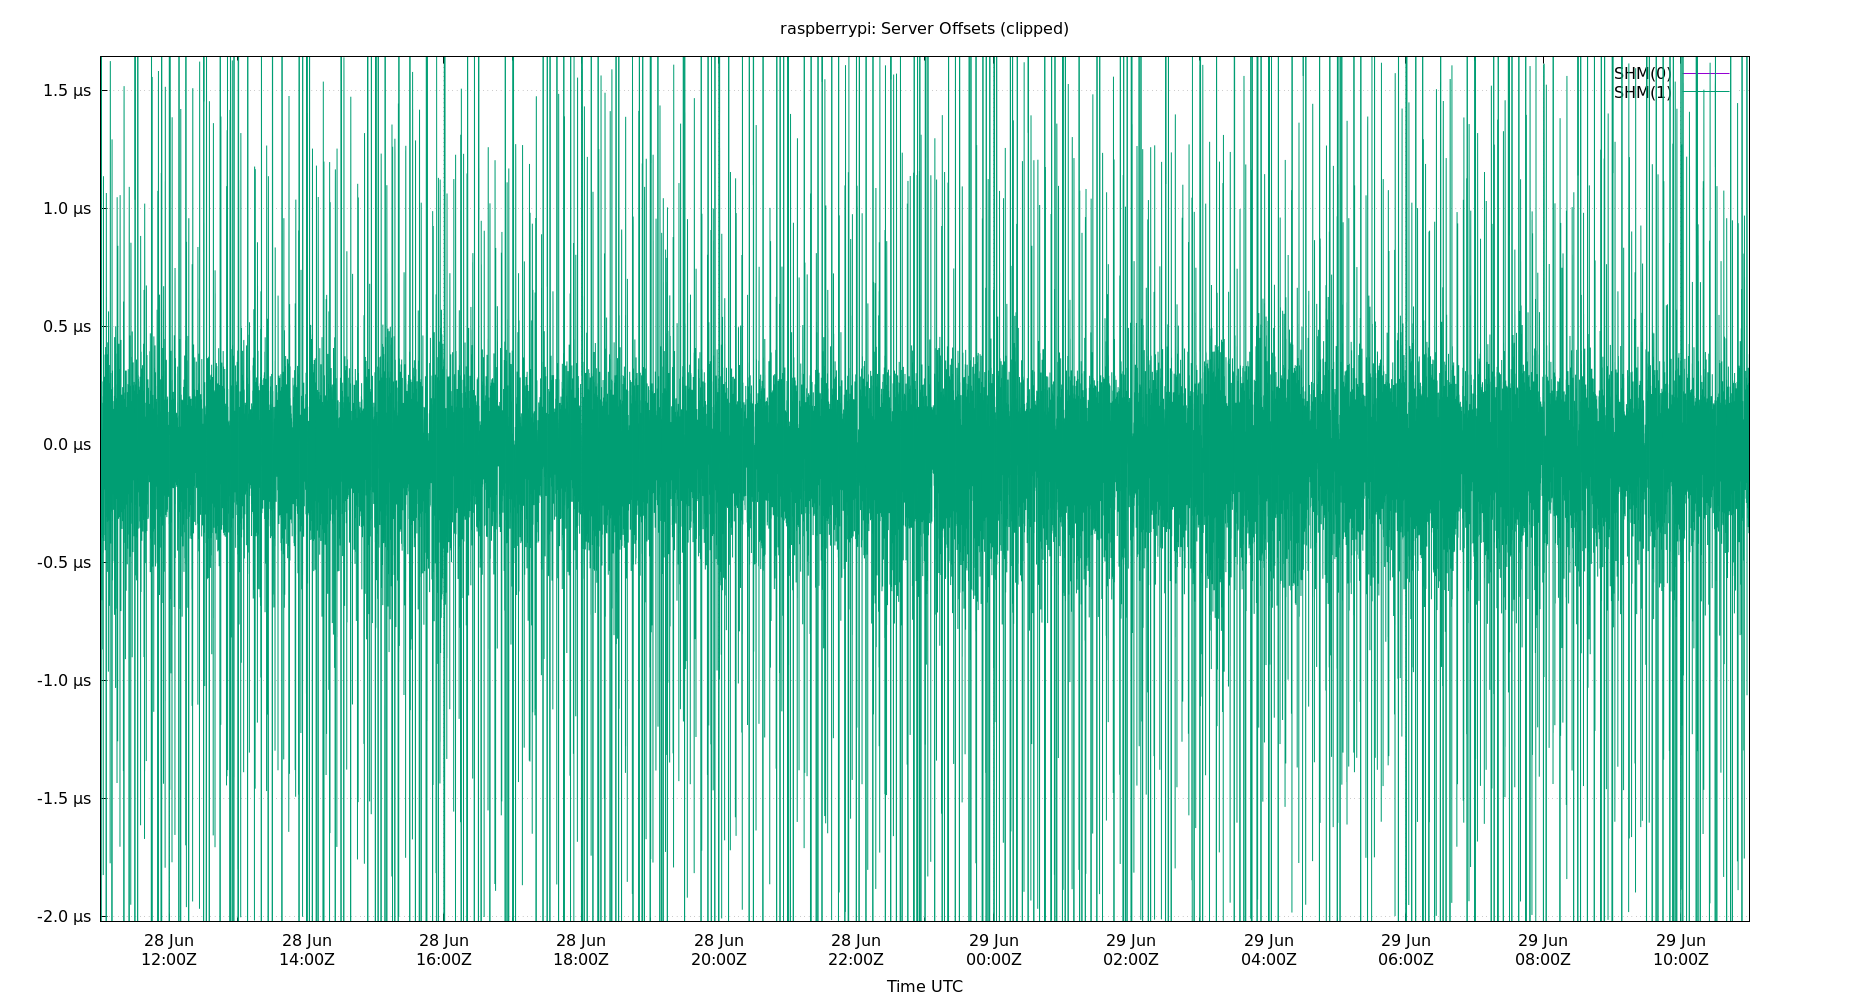 raspberrypi: Server Offsets (clipped)
SHM(0)
SHM(1)
1.5 µs
1.0 µs
0.5 µs
0.0 µs
-0.5 µs
-1.0 µs
-1.5 µs
-2.0 µs
28 Jun 28 Jun 28 Jun 28 Jun 28 Jun 28 Jun 29 Jun 29 Jun 29 Jun 29 Jun 29 Jun 29 Jun
12:00Z 14:00Z 16:00Z 18:00Z 20:00Z 22:00Z 00:00Z 02:00Z 04:00Z 06:00Z 08:00Z 10:00Z
Time UTC